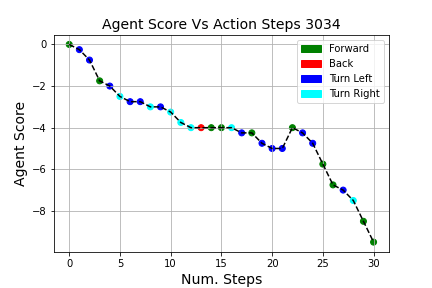 Agent Score Vs Action Steps 3034
Agent Score
0
−2
−4
−6
−8
Forward
Back
Turn Left
Turn Right
0 5 10 15 20 25 30
Num. Steps